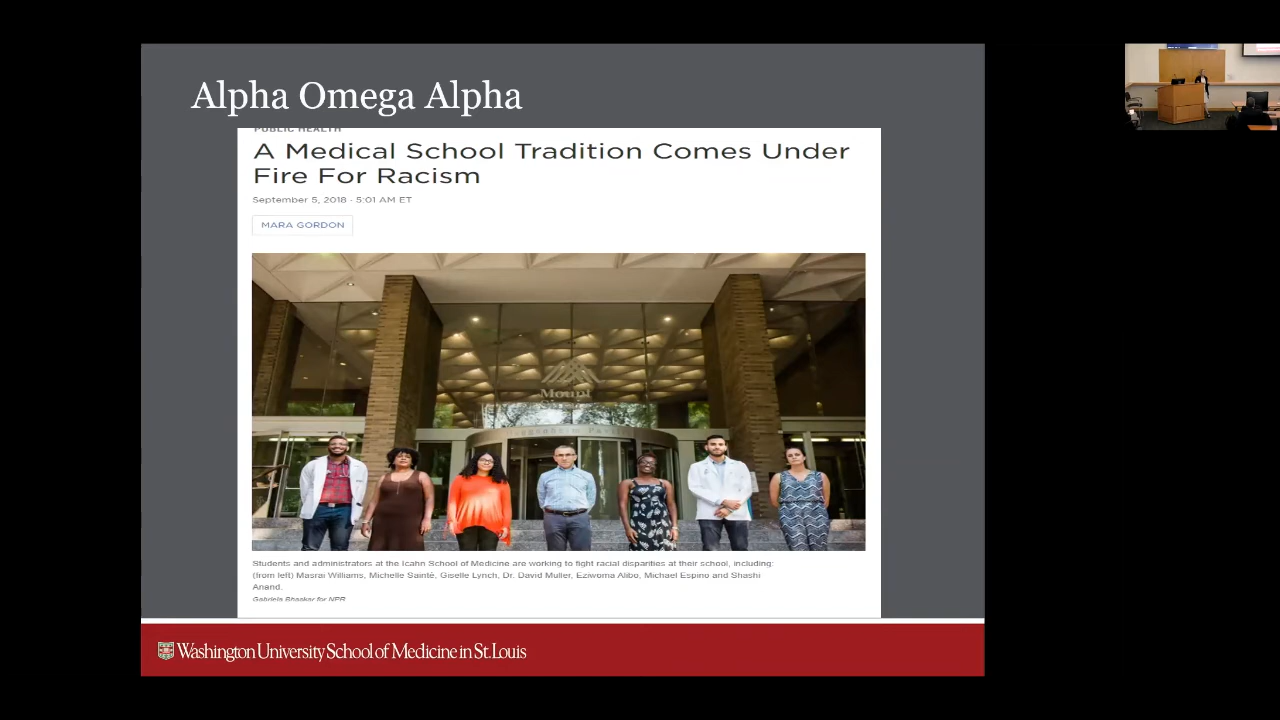 Alpha Omega Alpha
PUBLIC HEALTH
A Medical School Tradition Comes Under
Fire For Racism
September 5, 2018 · 5:01 AM ET
MARA GORDON
Mount
Students and administrators at the Icahn School of Medicine are working to fight racial disparities at their school, including:
(from left) Masrai Williams, Michelle Sainté, Giselle Lynch, Dr. David Muller, Eziwoma Alibo, Michael Espino and Shashi
Anand.
Gabriela Bhaskar for NPR
Washington University School of Medicine in St. Louis